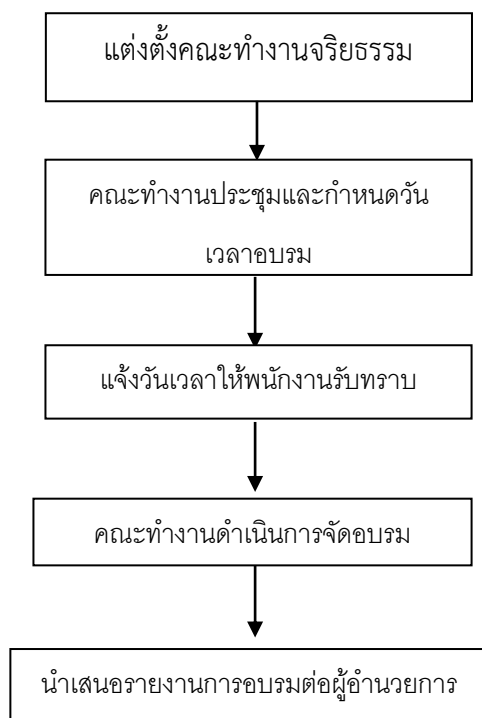 แต่งตั้งคณะทำงานจริยธรรม
คณะทำงานประชุมและกำหนดวัน
เวลาอบรม
แจ้งวันเวลาให้พนักงานรับทราบ
คณะทำงานดำเนินการจัดอบรม
นำเสนอรายงานการอบรมต่อผู้อำนวยการ